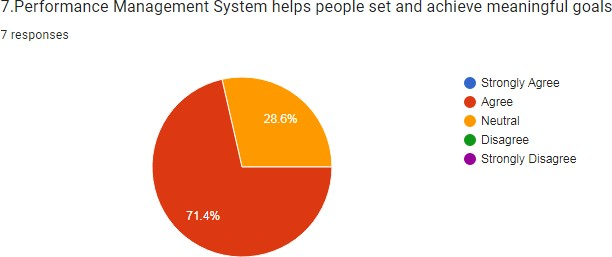 7.Performance Management System helps people set and achieve meaningful goals
7 responses
Strongly Agree
Agree
Neutral
Disagree
Strongly Disagree
28.6%
71.4%